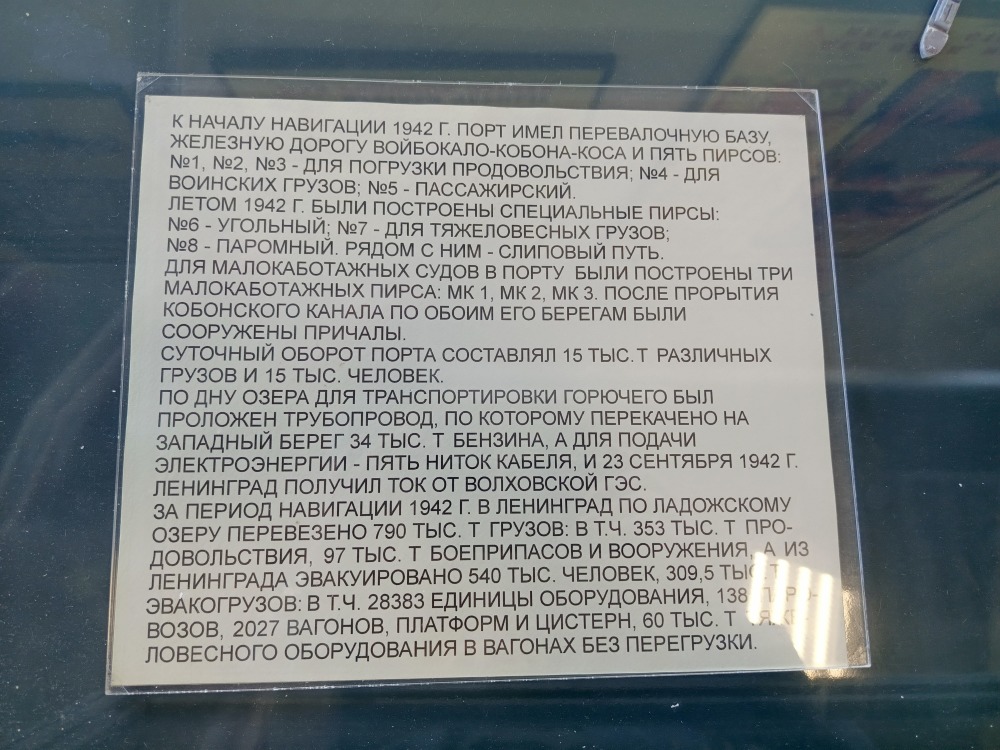 К НАЧАЛУ НАВИГАЦИИ 1942 Г. ПОРТ ИМЕЛ ПЕРЕВАЛОЧНУЮ БАЗУ,
ЖЕЛЕЗНУЮ ДОРОГУ ВОЙБОКАЛО-КОБОНА-КОСА И ПЯТЬ ПИРСОВ:
№1, №2, №3 - ДЛЯ ПОГРУЗКИ ПРОДОВОЛЬСТВИЯ; №4 - ДЛЯ
ВОИНСКИХ ГРУЗОВ; №5 - ПАССАЖИРСКИЙ.
ЛЕТОМ 1942 Г. БЫЛИ ПОСТРОЕНЫ СПЕЦИАЛЬНЫЕ ПИРСЫ:
№6 - УГОЛЬНЫЙ; №7 - ДЛЯ ТЯЖЕЛОВЕСНЫХ ГРУЗОВ;
№8 - ПАРОМНЫЙ. РЯДОМ С НИМ - СЛИПОВЫЙ ПУТЬ.
ДЛЯ МАЛОКАБОТАЖНЫХ СУДОВ В ПОРТУ БЫЛИ ПОСТРОЕНЫ ТРИ
МАЛОКАБОТАЖНЫХ ПИРСА: МК 1, МК 2, МК 3. ПОСЛЕ ПРОРЫТИЯ
КОБОНСКОГО КАНАЛА ПО ОБОИМ ЕГО БЕРЕГАМ БЫЛИ
СООРУЖЕНЫ ПРИЧАЛЫ.
СУТОЧНЫЙ ОБОРОТ ПОРТА СОСТАВЛЯЛ 15 ТЫС. Т РАЗЛИЧНЫХ
ГРУЗОВ И 15 ТЫС. ЧЕЛОВЕК.
ПО ДНУ ОЗЕРА ДЛЯ ТРАНСПОРТИРОВКИ ГОРЮЧЕГО БЫЛ
ПРОЛОЖЕН ТРУБОПРОВОД, ПО КОТОРОМУ ПЕРЕКАЧЕНО НА
ЗАПАДНЫЙ БЕРЕГ 34 ТЫС. Т БЕНЗИНА, А ДЛЯ ПОДАЧИ
ЭЛЕКТРОЭНЕРГИИ - ПЯТЬ НИТОК КАБЕЛЯ, И 23 СЕНТЯБРЯ 1942 Г.
ЛЕНИНГРАД ПОЛУЧИЛ ТОК ОТ ВОЛХОВСКОЙ ГЭС.
ЗА ПЕРИОД НАВИГАЦИИ 1942 Г. В ЛЕНИНГРАД ПО ЛАДОЖСКОМУ
ОЗЕРУ ПЕРЕВЕЗЕНО 790 ТЫС. Т ГРУЗОВ: В Т.Ч. 353 ТЫС. Т ПРО-
ДОВОЛЬСТВИЯ, 97 ТЫС. Т БОЕПРИПАСОВ И ВООРУЖЕНИЯ, А ИЗ
ЛЕНИНГРАДА ЭВАКУИРОВАНО 540 ТЫС. ЧЕЛОВЕК, 309,5 ТЫС. Т
ЭВАКОГРУЗОВ: В Т.Ч. 28383 ЕДИНИЦЫ ОБОРУДОВАНИЯ, 138 ПАРО-
ВОЗОВ, 2027 ВАГОНОВ, ПЛАТФОРМ И ЦИСТЕРН, 60 ТЫС. Т ТЯЖЕ-
ЛОВЕСНОГО ОБОРУДОВАНИЯ В ВАГОНАХ БЕЗ ПЕРЕГРУЗКИ.